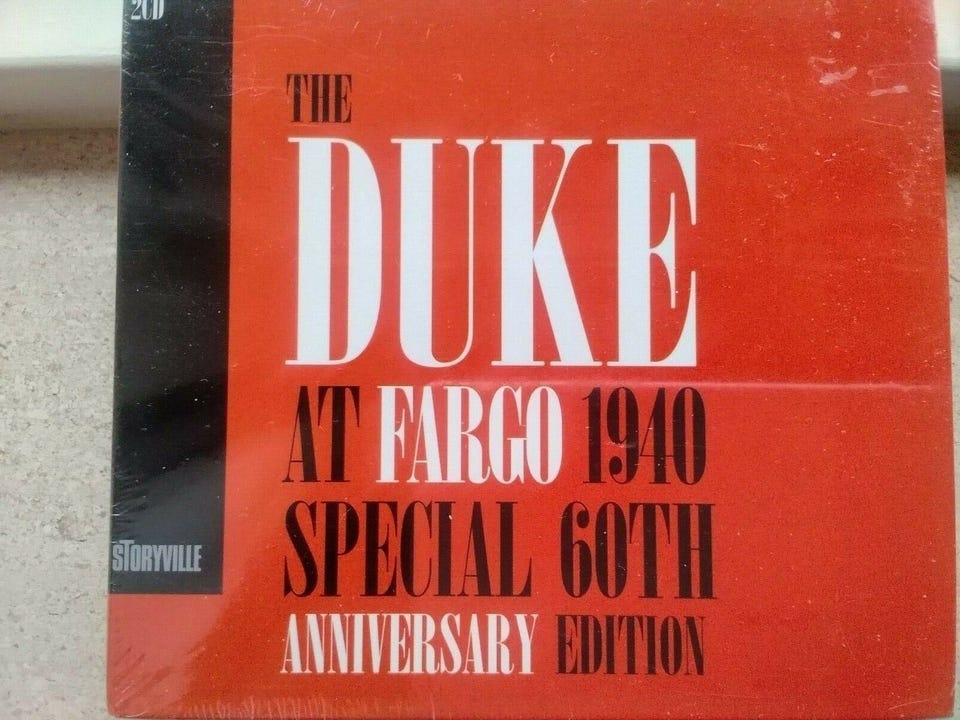 2CD
THE
DUKE
AT FARGO 1940
SPECIAL 60TH
ANNIVERSARY EDITION
STORYVILLE